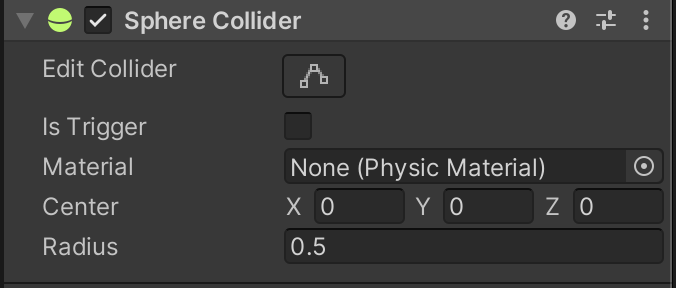 Sphere Collider
Edit Collider
Is Trigger
Material None (Physic Material)
Center X 0 Y 0 Z 0
Radius 0.5